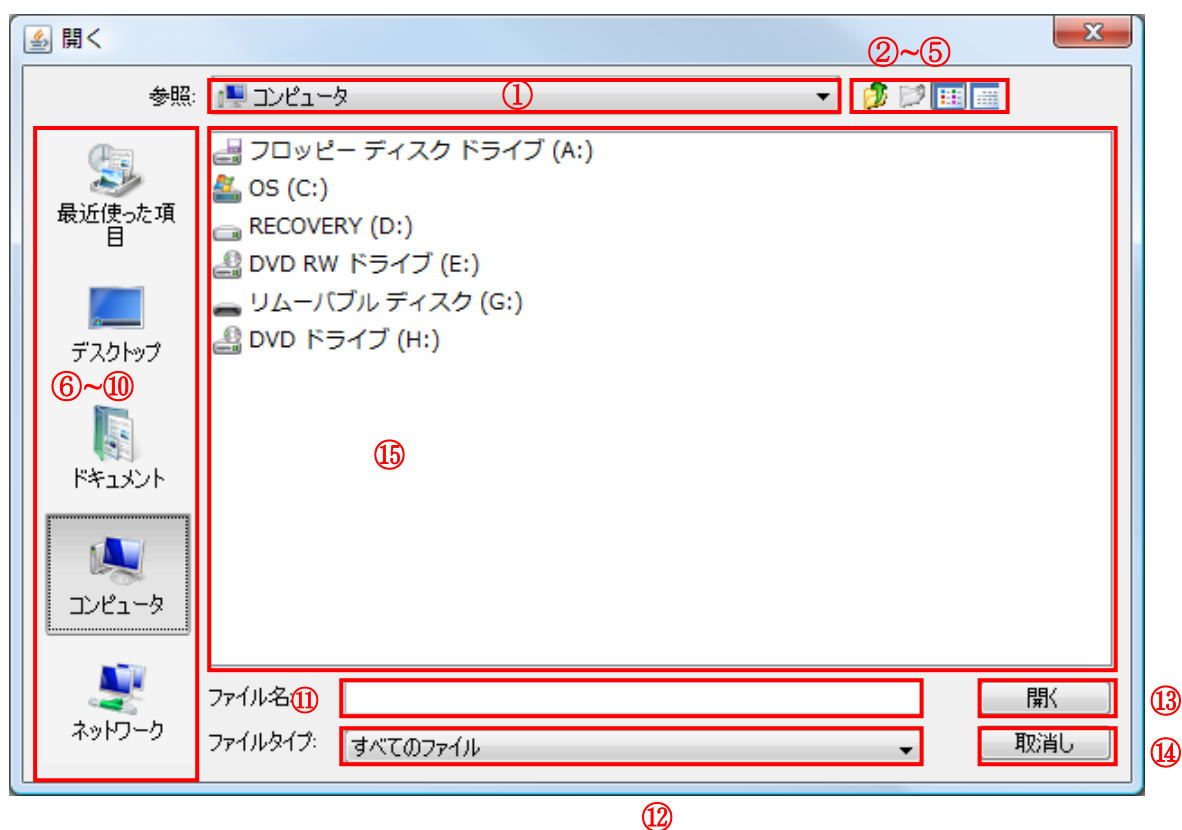 開く
②~⑤
参照:
コンピュータ
①
最近使った項目
デスクトップ
⑥~⑩
ドキュメント
コンピュータ
ネットワーク
フロッピー ディスク ドライブ (A:)
OS (C:)
RECOVERY (D:)
DVD RW ドライブ (E:)
リムーバブル ディスク (G:)
DVD ドライブ (H:)
⑮
ファイル名:
⑪
開く
⑬
ファイルタイプ:
すべてのファイル
取消し
⑭
⑫